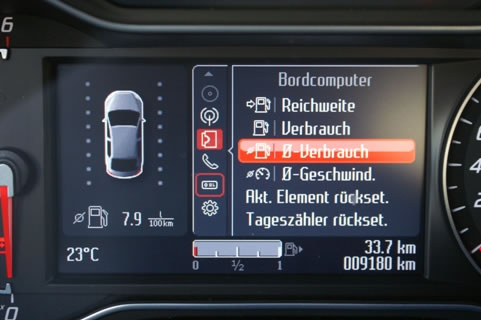 6
Bordcomputer
Reichweite
Verbrauch
Ø-Verbrauch
Ø-Geschwind.
Akt. Element rückset.
Tageszähler rückset.
Ø 7.9 l/100km
23°C
0 ½ 1
33.7 km
009180 km